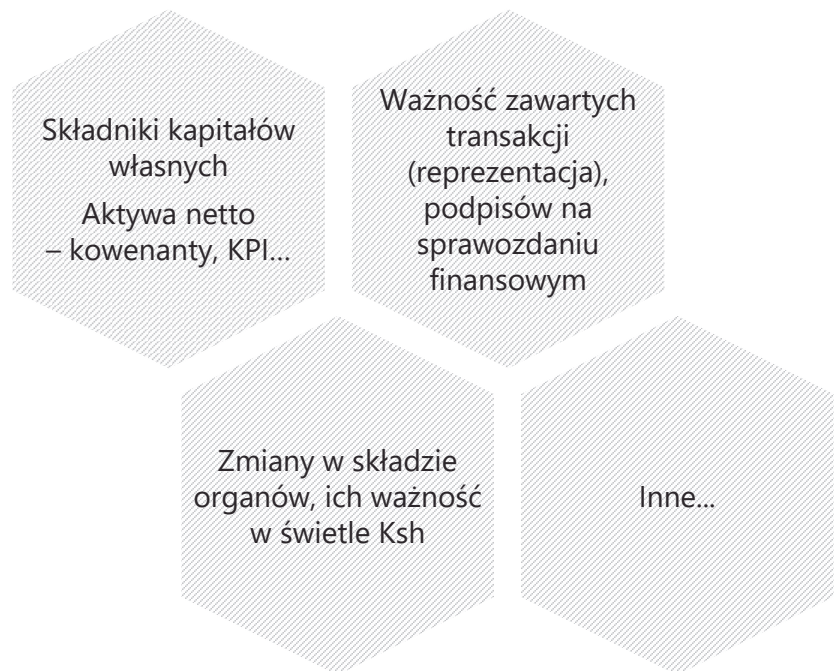 Składniki kapitałów
własnych
Aktywa netto
– kowenanty, KPI...
Ważność zawartych
transakcji
(reprezentacja),
podpisów na
sprawozdaniu
finansowym
Zmiany w składzie
organów, ich ważność
w świetle Ksh
Inne...